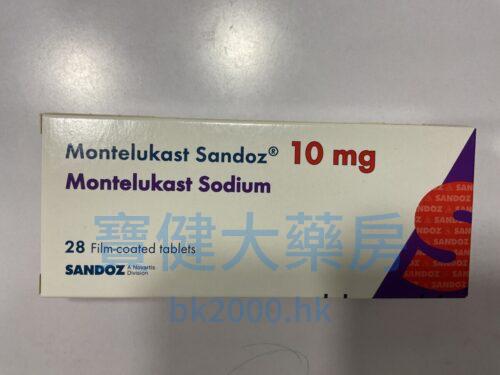 Montelukast Sandoz® 10 mg
Montelukast Sodium
寶健大藥房
28 Film-coated tablets
SANDOZ A Novartis
Division
bk2000.hk
S
SANDOZ